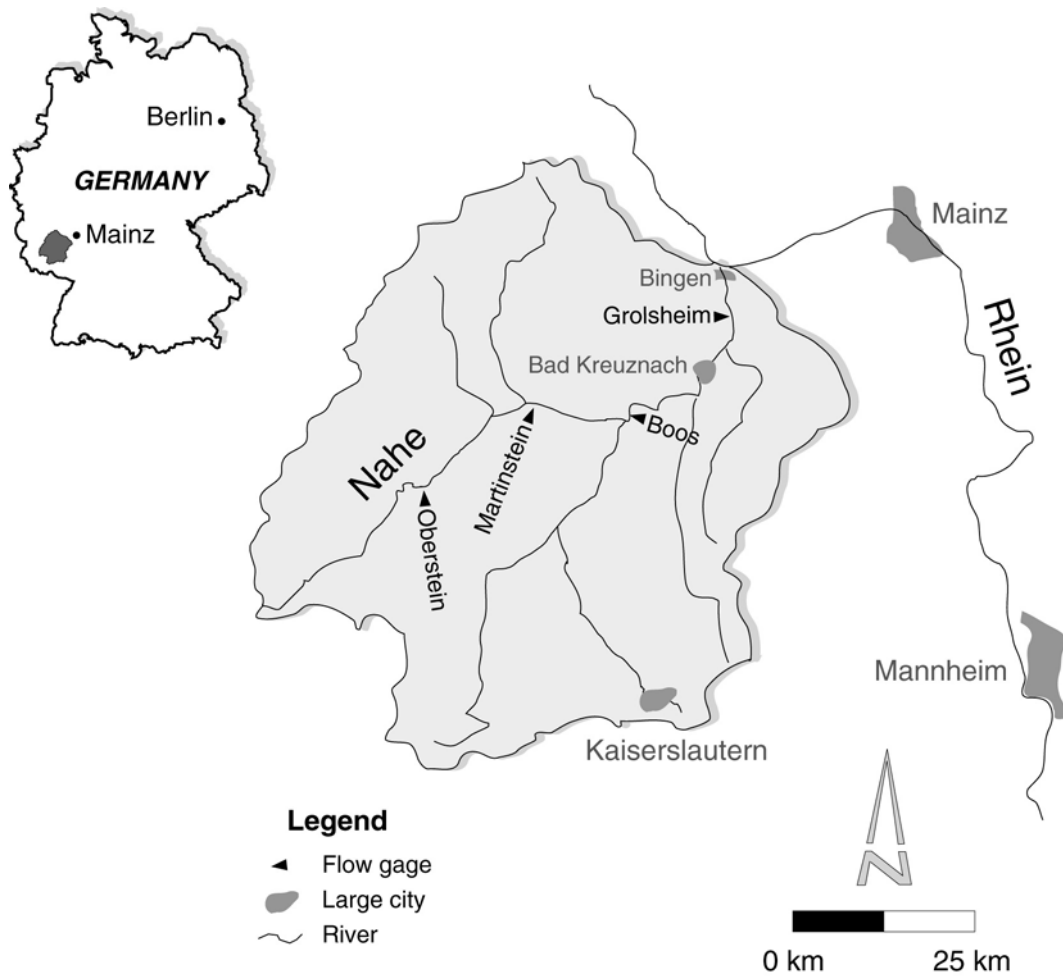 Berlin
GERMANY
Mainz
Mainz
Bingen
Grolsheim
Rhein
Bad Kreuznach
Boos
Nahe
Martinstein
Oberstein
Mannheim
Kaiserslautern
Legend
Flow gage
Large city
River
N
0 km 25 km